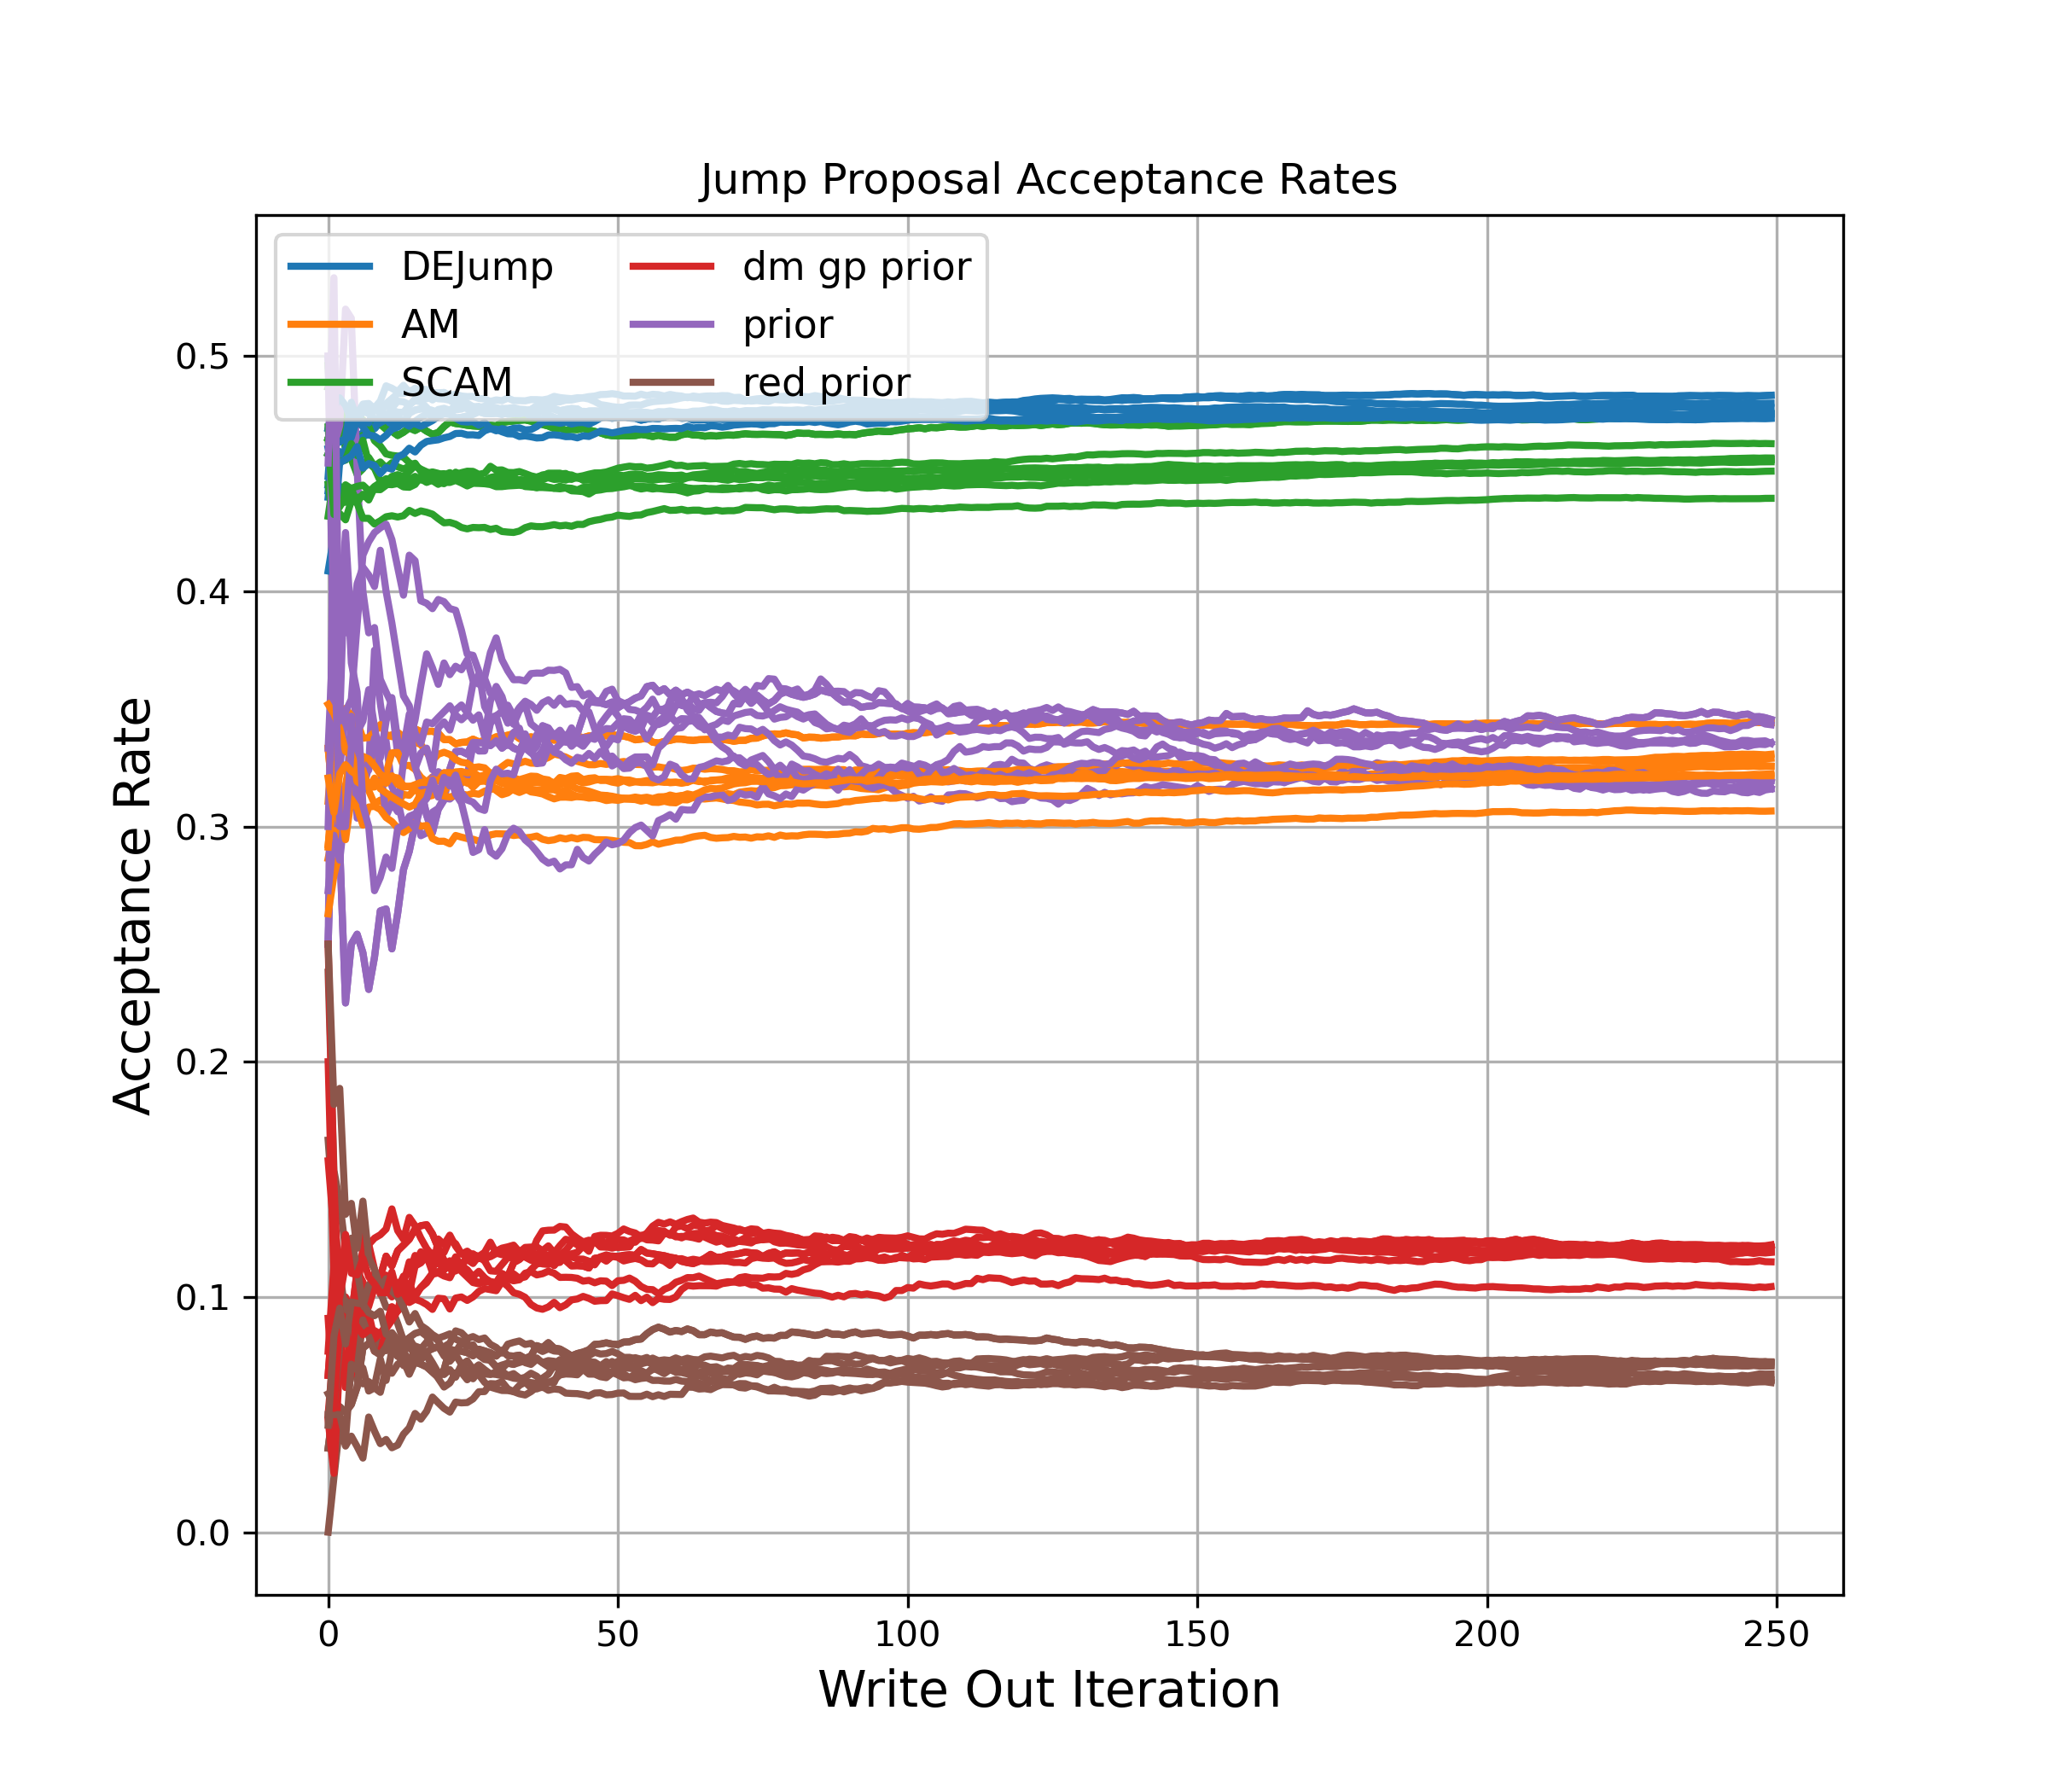 Jump Proposal Acceptance Rates
DEJump
AM
SCAM
dm gp prior
prior
red prior
Acceptance Rate
0.5
0.4
0.3
0.2
0.1
0.0
0 50 100 150 200 250
Write Out Iteration